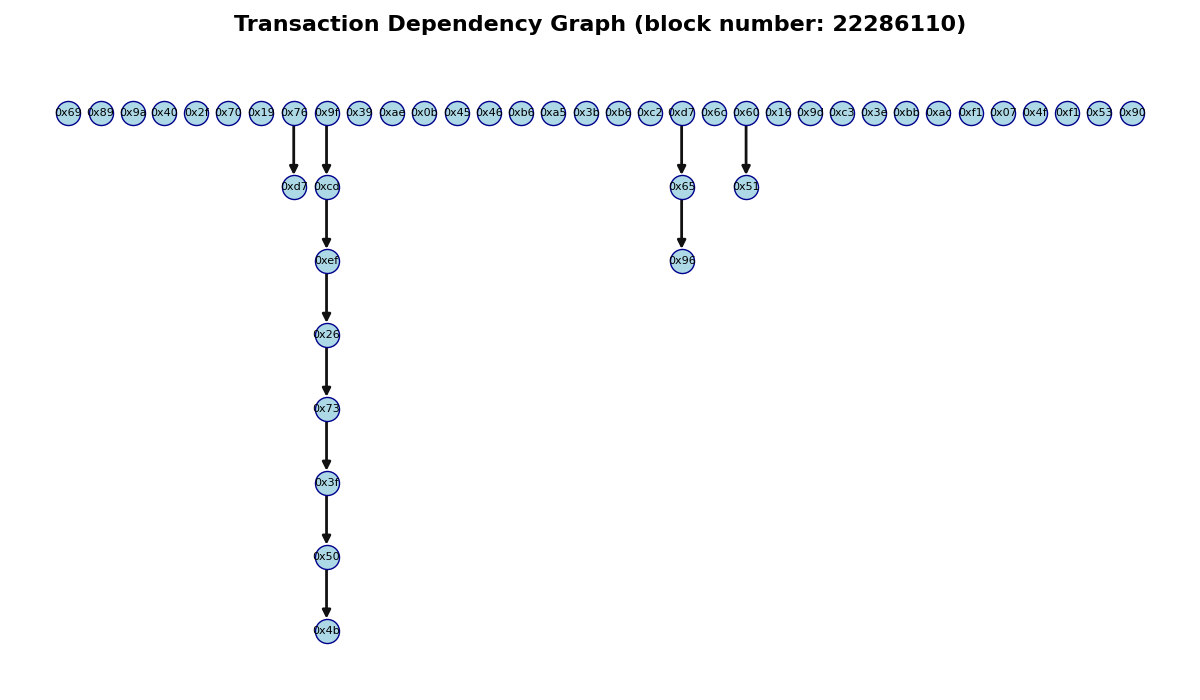 Transaction Dependency Graph (block number: 22286110)
0x69 0x89 0x9a 0x40 0x2f 0x70 0x19 0x76 0x9f 0x39 0xae 0x0b 0x45 0x46 0xb6 0xa5 0x3b 0xb6 0xc2 0xd7 0x6c 0x60 0x16 0x9d 0xc3 0x3e 0xbb 0xac 0xf1 0x07 0x4f 0xf1 0x53 0x90
0xd7 0xcd 0x65 0x51
0xef 0x96
0x26
0x73
0x3f
0x50
0x4b